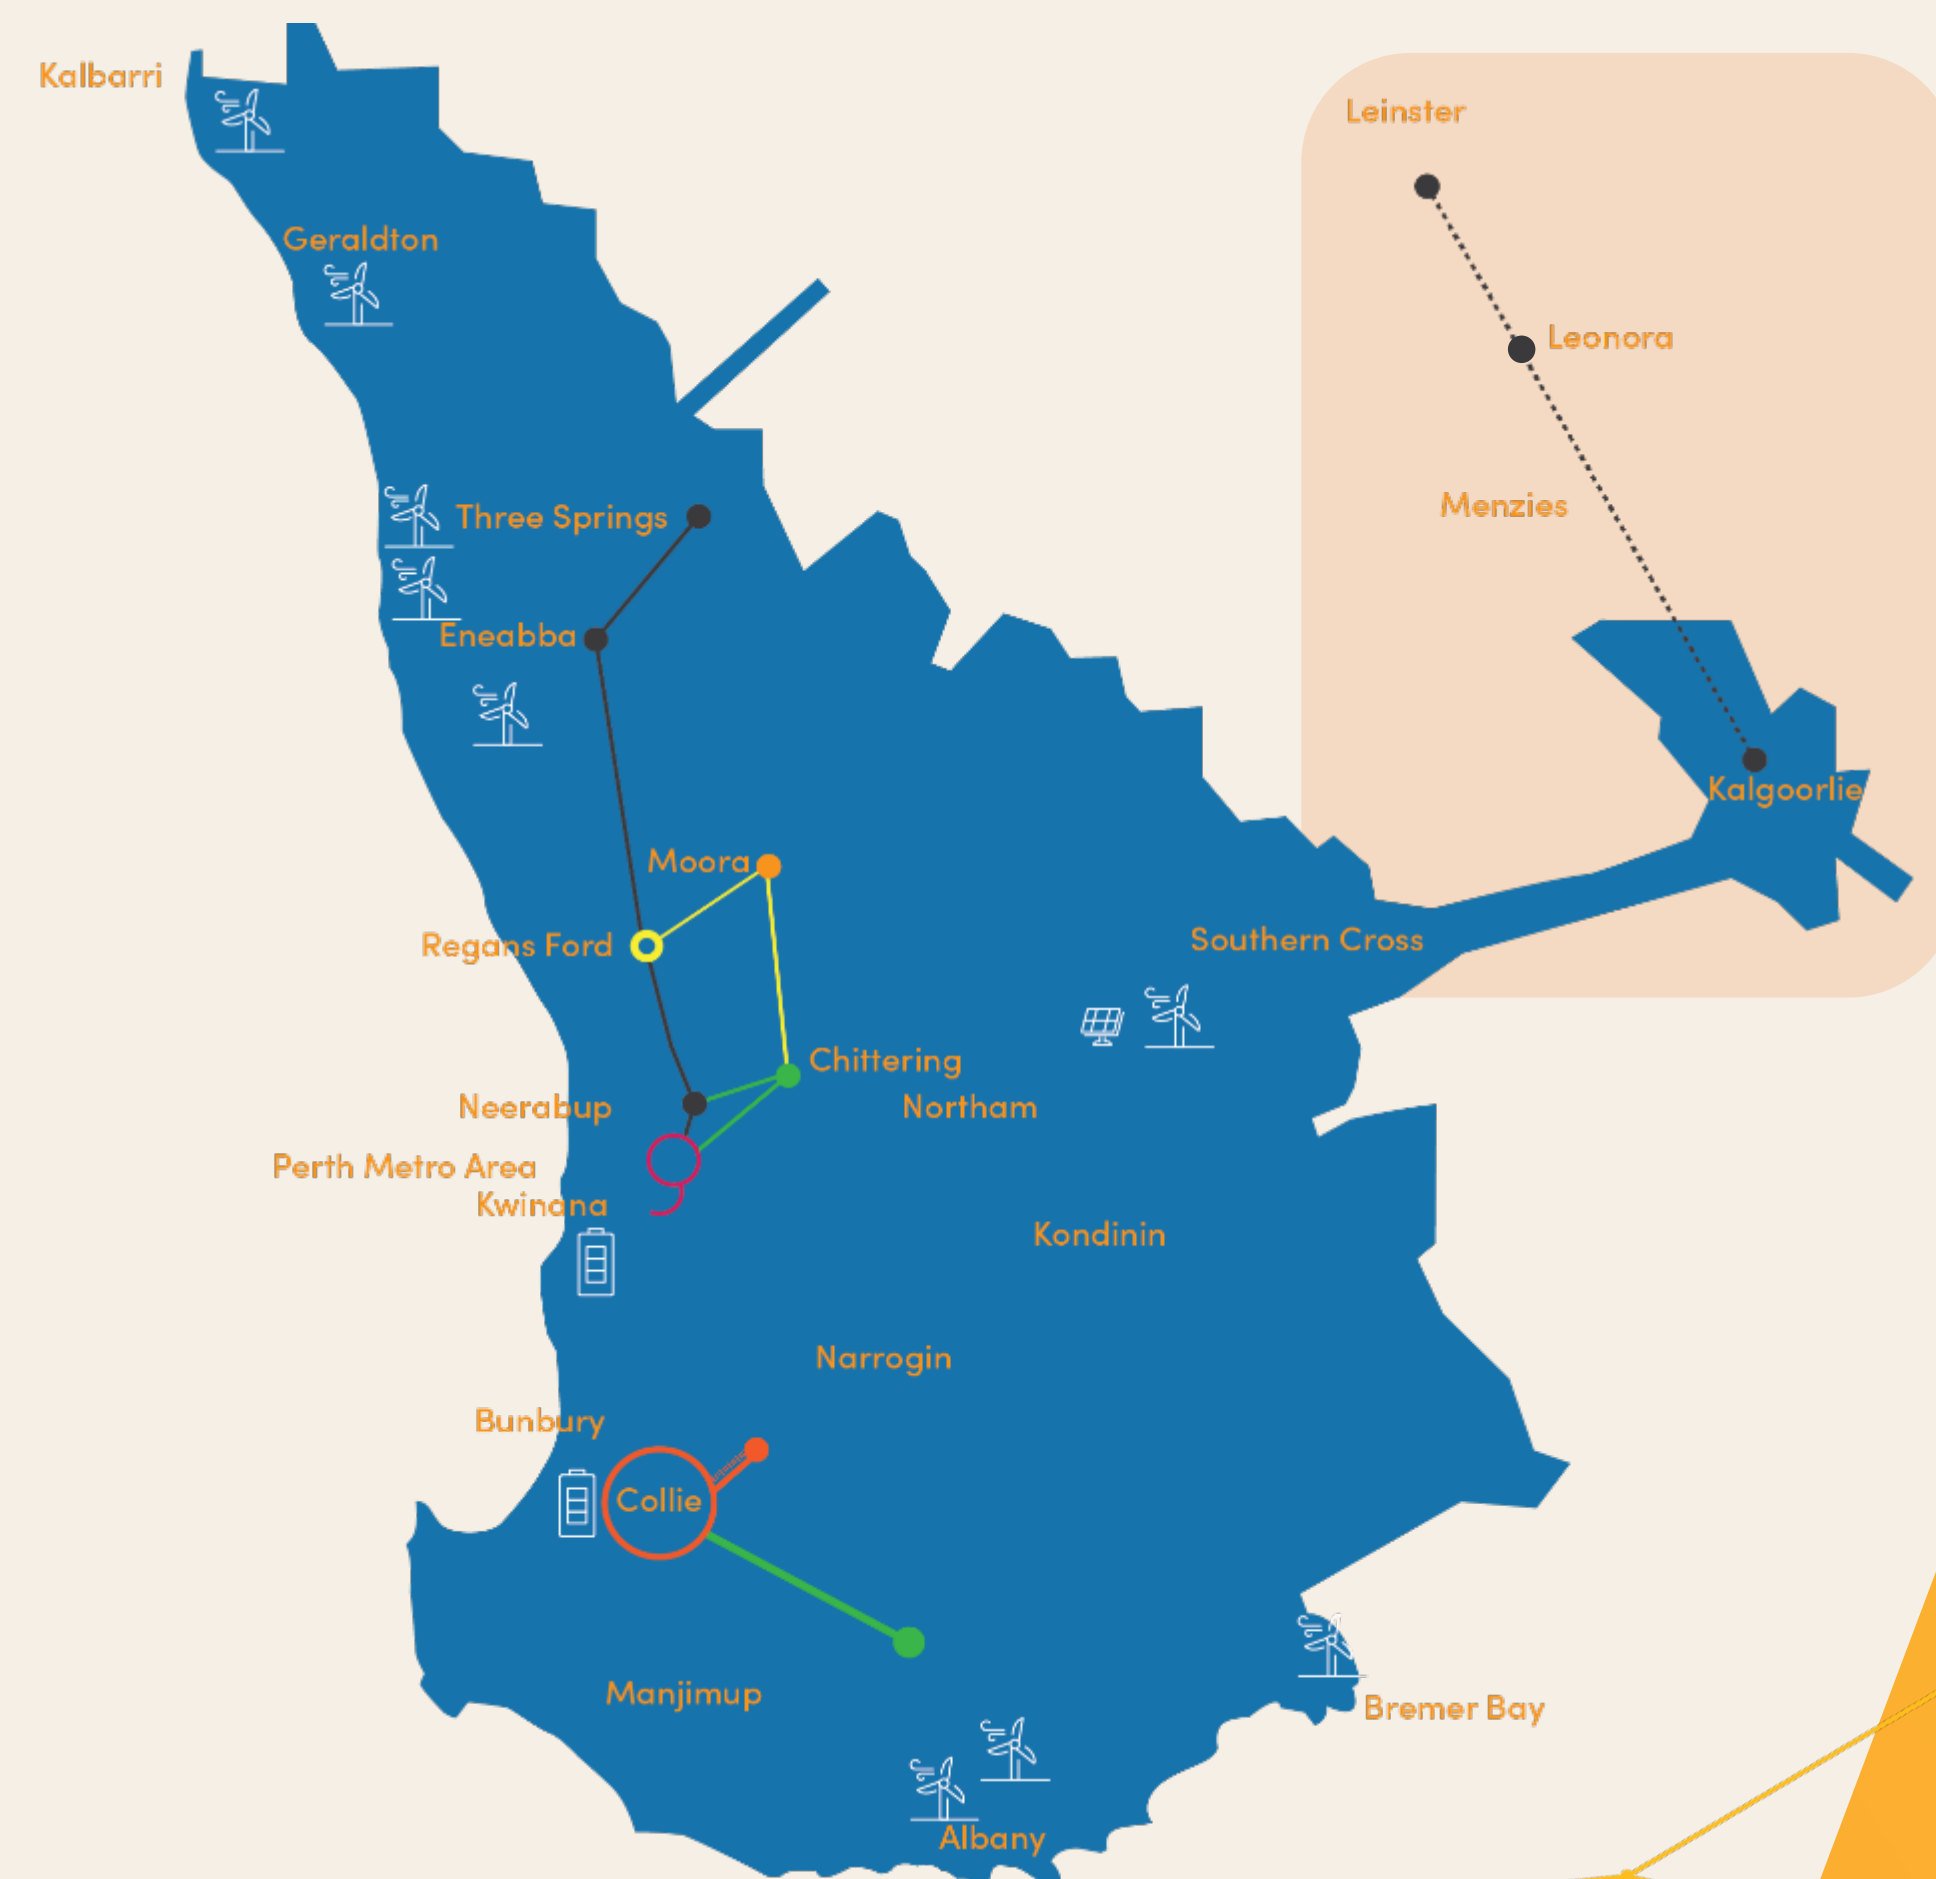 Kalbarri
Leinster
Geraldton
Leonora
Menzies
Three Springs
Eneabba
Kalgoorlie
Moora
Regans Ford
Southern Cross
Chittering
Neerabup
Northam
Perth Metro Area
Kwinana
Kondinin
Narrogin
Bunbury
Collie
Manjimup
Bremer Bay
Albany